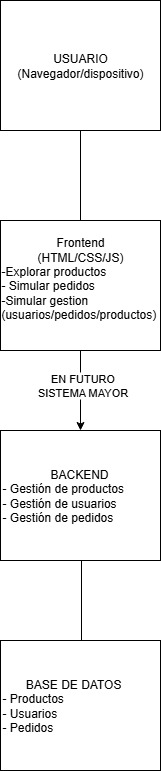 USUARIO
(Navegador/dispositivo)
Frontend
(HTML/CSS/JS)
-Explorar productos
- Simular pedidos
-Simular gestion
(usuarios/pedidos/productos)
EN FUTURO
SISTEMA MAYOR
BACKEND
- Gestión de productos
- Gestión de usuarios
- Gestión de pedidos
BASE DE DATOS
- Productos
- Usuarios
- Pedidos